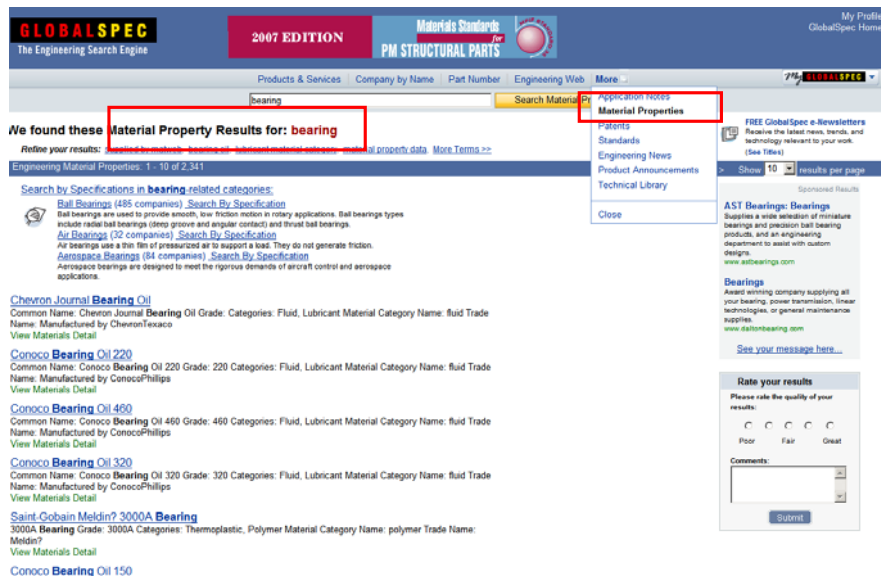 GLOBALSPEC
The Engineering Search Engine
2007 EDITION
Materials Standards
for
PM STRUCTURAL PARTS
My Profile
GlobalSpec Home
Products & Services
Company by Name
Part Number
Engineering Web
More
My GLOBALSPEC
bearing
Search Material Pr
Application Notes
Material Properties
Patents
Standards
Engineering News
Product Announcements
Technical Library
Close
We found these Material Property Results for: bearing
Refine your results: supplied by matweb bearing oil lubricant material category material property data. More Terms >>
Engineering Material Properties: 1 - 10 of 2,341
> Show 10 results per page
FREE GlobalSpec e-Newsletters
Receive the latest news, trends, and
technology relevant to your work.
(See Titles)
Search by Specifications in bearing-related categories:
Ball Bearings (485 companies) Search By Specification
Ball bearings are used to provide smooth, low friction motion in rotary applications. Ball bearings types
include radial ball bearings (deep groove and angular contact) and thrust ball bearings.
Air Bearings (32 companies) Search By Specification
Air bearings use a thin film of pressurized air to support a load. They do not generate friction.
Aerospace Bearings (84 companies) Search By Specification
Aerospace bearings are designed to meet the rigorous demands of aircraft control and aerospace
applications.
Chevron Journal Bearing Oil
Common Name: Chevron Journal Bearing Oil Grade: Categories: Fluid, Lubricant Material Category Name: fluid Trade
Name: Manufactured by ChevronTexaco
View Materials Detail
Conoco Bearing Oil 220
Common Name: Conoco Bearing Oil 220 Grade: 220 Categories: Fluid, Lubricant Material Category Name: fluid Trade
Name: Manufactured by ConocoPhillips
View Materials Detail
Conoco Bearing Oil 460
Common Name: Conoco Bearing Oil 460 Grade: 460 Categories: Fluid, Lubricant Material Category Name: fluid Trade
Name: Manufactured by ConocoPhillips
View Materials Detail
Conoco Bearing Oil 320
Common Name: Conoco Bearing Oil 320 Grade: 320 Categories: Fluid, Lubricant Material Category Name: fluid Trade
Name: Manufactured by ConocoPhillips
View Materials Detail
Saint-Gobain Meldin? 3000A Bearing
3000A Bearing Grade: 3000A Categories: Thermoplastic, Polymer Material Category Name: polymer Trade Name:
Meldin?
View Materials Detail
Conoco Bearing Oil 150
Sponsored Results
AST Bearings: Bearings
Supplies a wide selection of miniature
bearings and precision ball bearing
products, and an engineering
department to assist with custom
designs.
www.astbearings.com
Bearings
Award winning company supplying all
your bearing, power transmission, linear
technologies, or general maintenance
supplies.
www.daltonbearing.com
See your message here...
Rate your results
Please rate the quality of your
results:
Poor Fair Great
Comments:
Submit